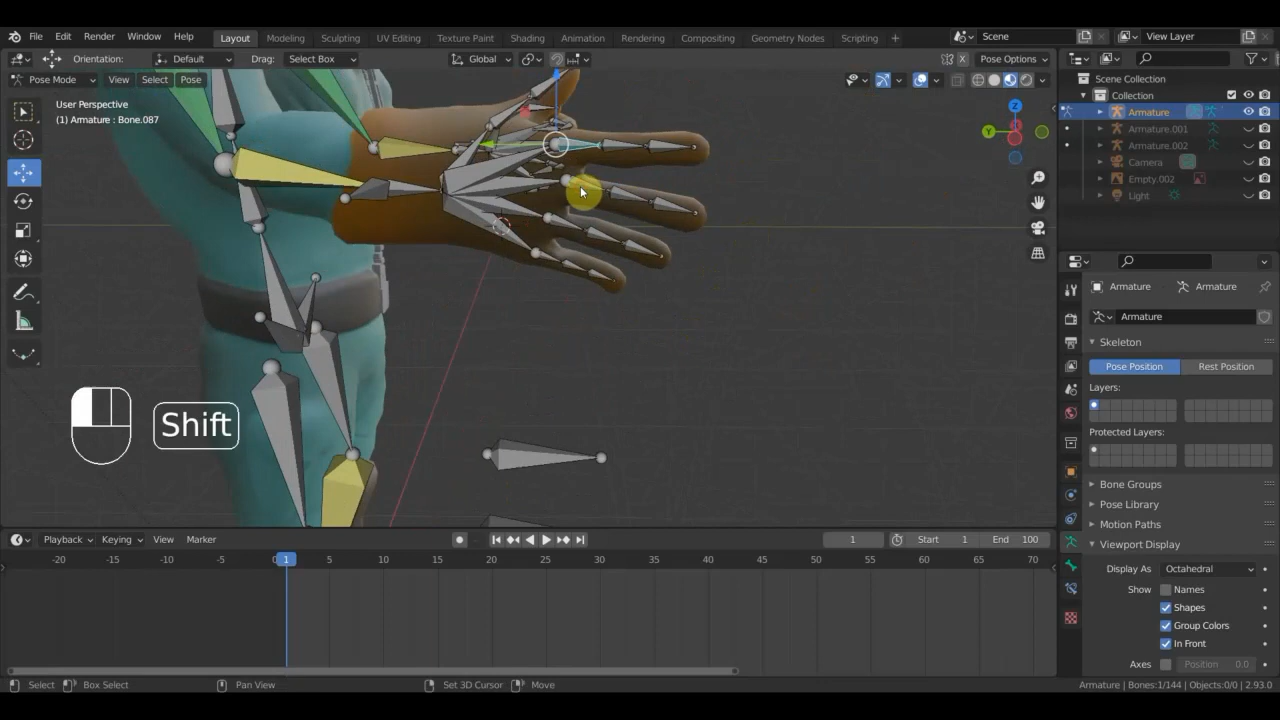 File Edit Render Window Help Layout Modeling Sculpting UV Editing Texture Paint Shading Animation Rendering Compositing Geometry Nodes Scripting + Scene View Layer
Orientation: Default Drag: Select Box Global Pose Options
Pose Mode View Select Pose
User Perspective
(1) Armature : Bone.087
Z
X
Y
Scene Collection
Collection
Armature
Armature.001
Armature.002
Camera
Empty.002
Light
Armature Armature
Armature
Skeleton
Pose Position Rest Position
Layers:
Protected Layers:
Bone Groups
Pose Library
Motion Paths
Viewport Display
Display As Octahedral
Show Names
Shapes
Group Colors
In Front
Axes Position 0.0
Shift
Playback Keying View Marker 1 Start 1 End 100
-20 -15 -10 -5 0 1 5 10 15 20 25 30 35 40 45 50 55 60 65 70
Select Box Select Pan View Set 3D Cursor Move Armature | Bones:1/144 | Objects:0/0 | 2.93.0